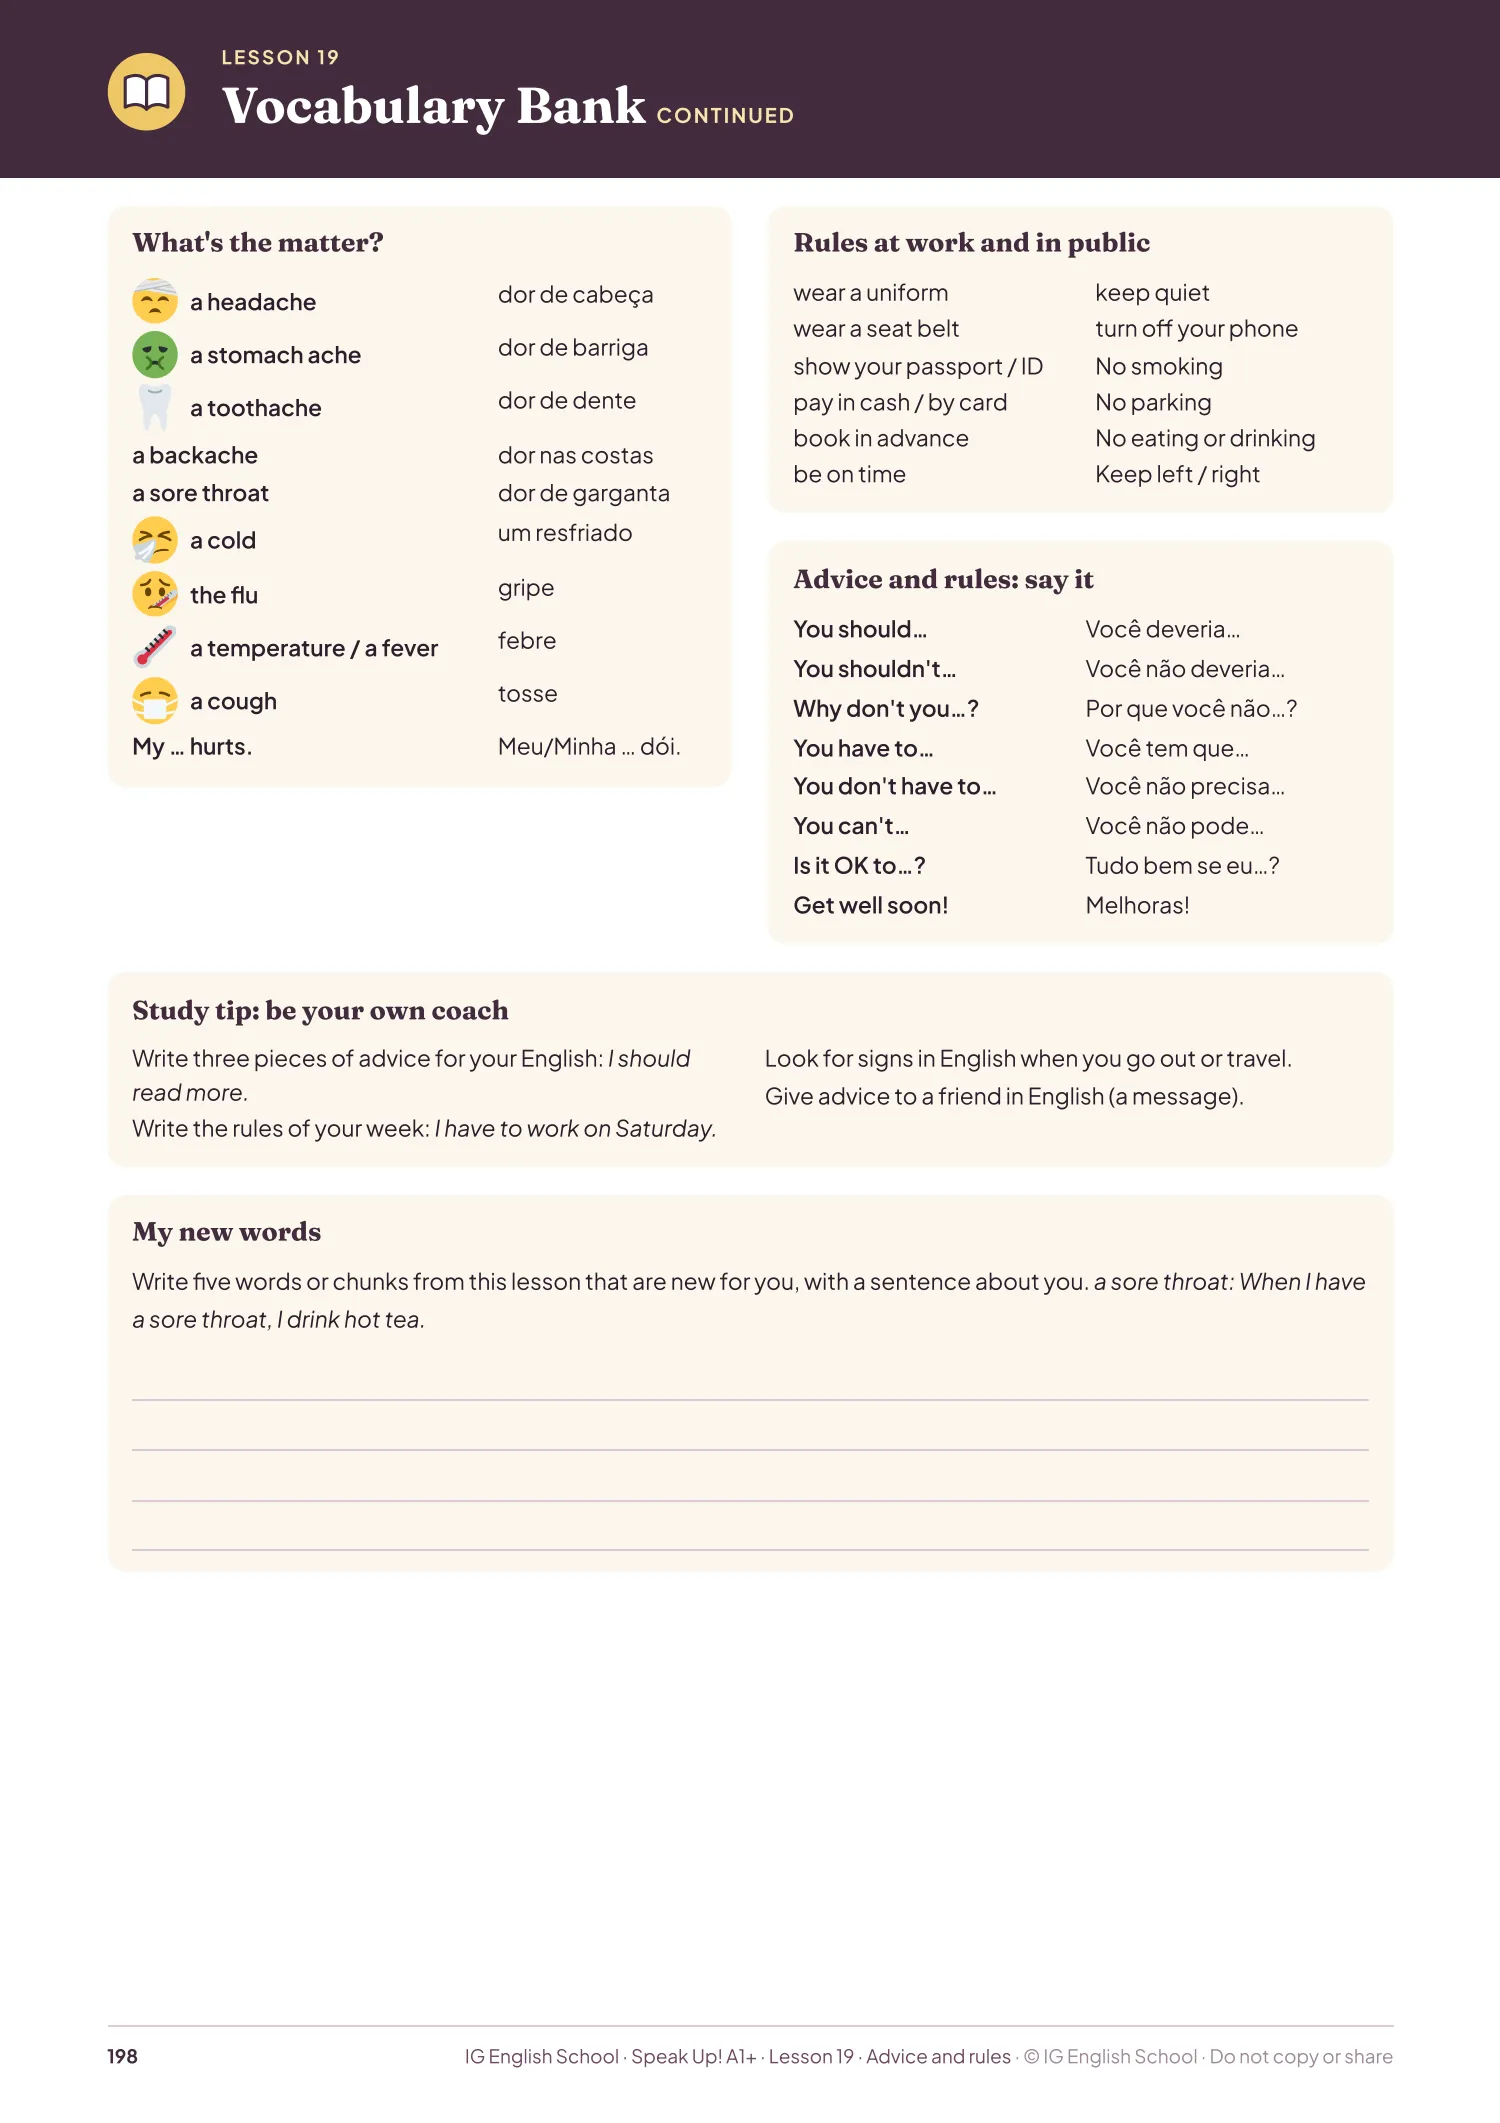 LESSON 19
Vocabulary Bank CONTINUED
What's the matter?
a headache dor de cabeça
a stomach ache dor de barriga
a toothache dor de dente
a backache dor nas costas
a sore throat dor de garganta
a cold um resfriado
the flu gripe
a temperature / a fever febre
a cough tosse
My ... hurts. Meu/Minha ... dói.
Rules at work and in public
wear a uniform keep quiet
wear a seat belt turn off your phone
show your passport / ID No smoking
pay in cash / by card No parking
book in advance No eating or drinking
be on time Keep left / right
Advice and rules: say it
You should... Você deveria...
You shouldn't... Você não deveria...
Why don't you...? Por que você não...?
You have to... Você tem que...
You don't have to... Você não precisa...
You can't... Você não pode...
Is it OK to...? Tudo bem se eu...?
Get well soon! Melhoras!
Study tip: be your own coach
Write three pieces of advice for your English: I should
read more.
Write the rules of your week: I have to work on Saturday.
Look for signs in English when you go out or travel.
Give advice to a friend in English (a message).
My new words
Write five words or chunks from this lesson that are new for you, with a sentence about you. a sore throat: When I have
a sore throat, I drink hot tea.
198 IG English School · Speak Up! A1+ · Lesson 19 · Advice and rules · © IG English School · Do not copy or share